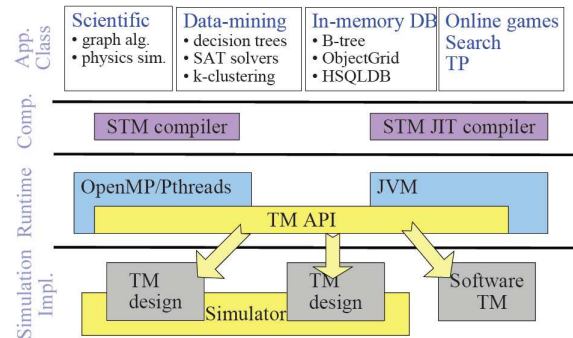 App.
Class
Scientific
• graph alg.
• physics sim.
Data-mining
• decision trees
• SAT solvers
• k-clustering
In-memory DB
• B-tree
• ObjectGrid
• HSQLDB
Online games
Search
TP
Comp.
STM compiler
STM JIT compiler
Runtime
OpenMP/Pthreads
JVM
TM API
Simulation
Impl.
TM
design
TM
design
Software
TM
Simulator